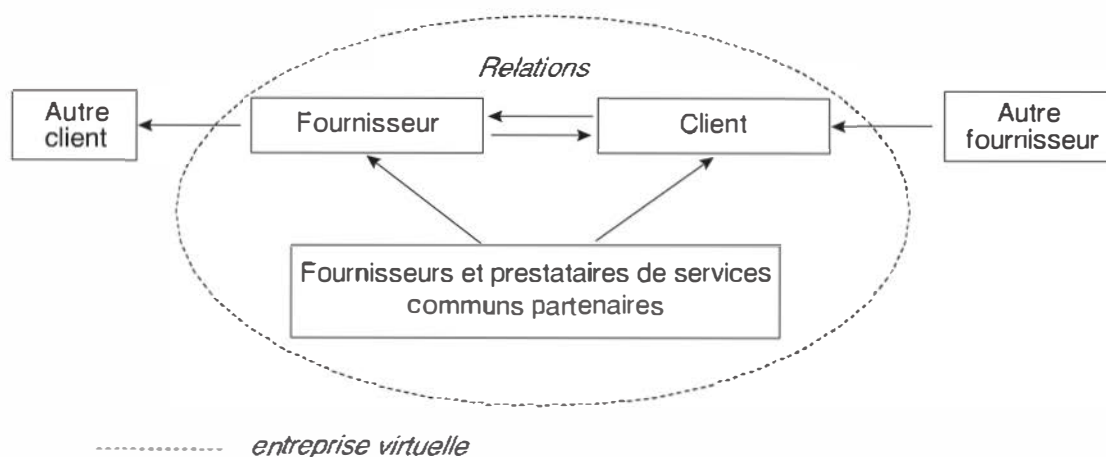 Relations
Autre
client
Fournisseur
Client
Autre
fournisseur
Fournisseurs et prestataires de services
communs partenaires
entreprise virtuelle